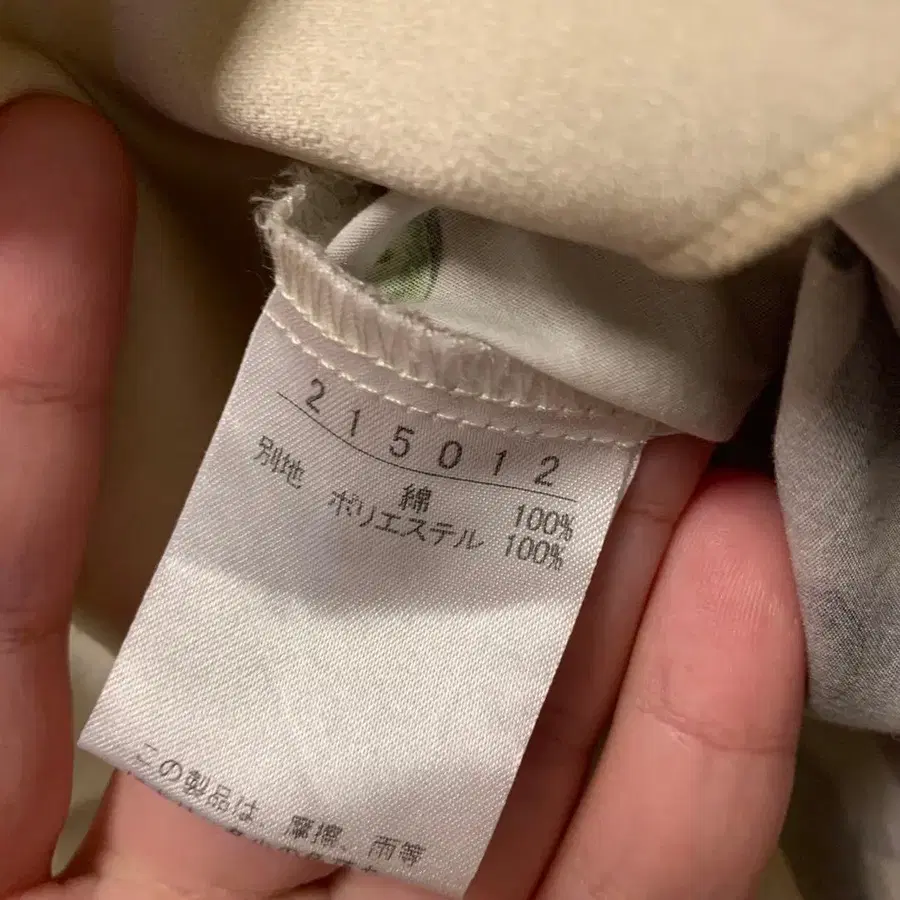 215012
綿 100%
別地 ポリエステル 100%
この製品は 摩擦、雨等